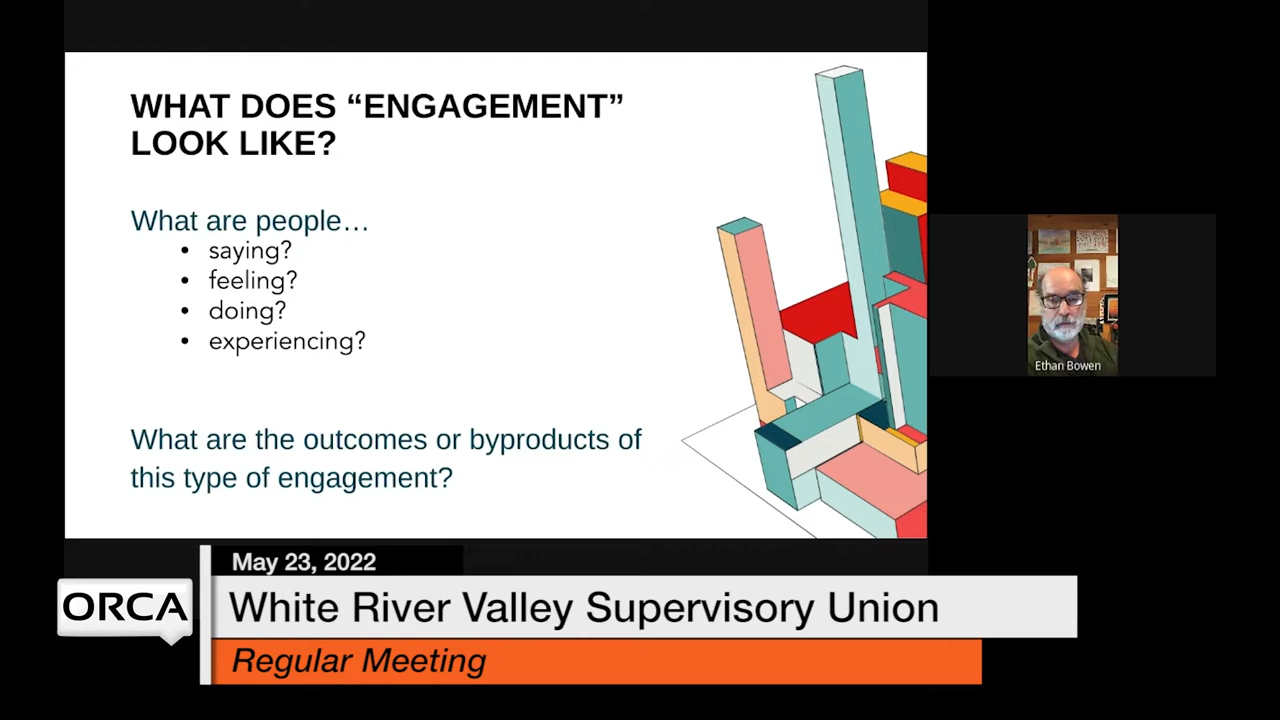 WHAT DOES “ENGAGEMENT”
LOOK LIKE?
What are people…
• saying?
• feeling?
• doing?
• experiencing?
What are the outcomes or byproducts of
this type of engagement?
Ethan Bowen
May 23, 2022
ORCA
White River Valley Supervisory Union
Regular Meeting